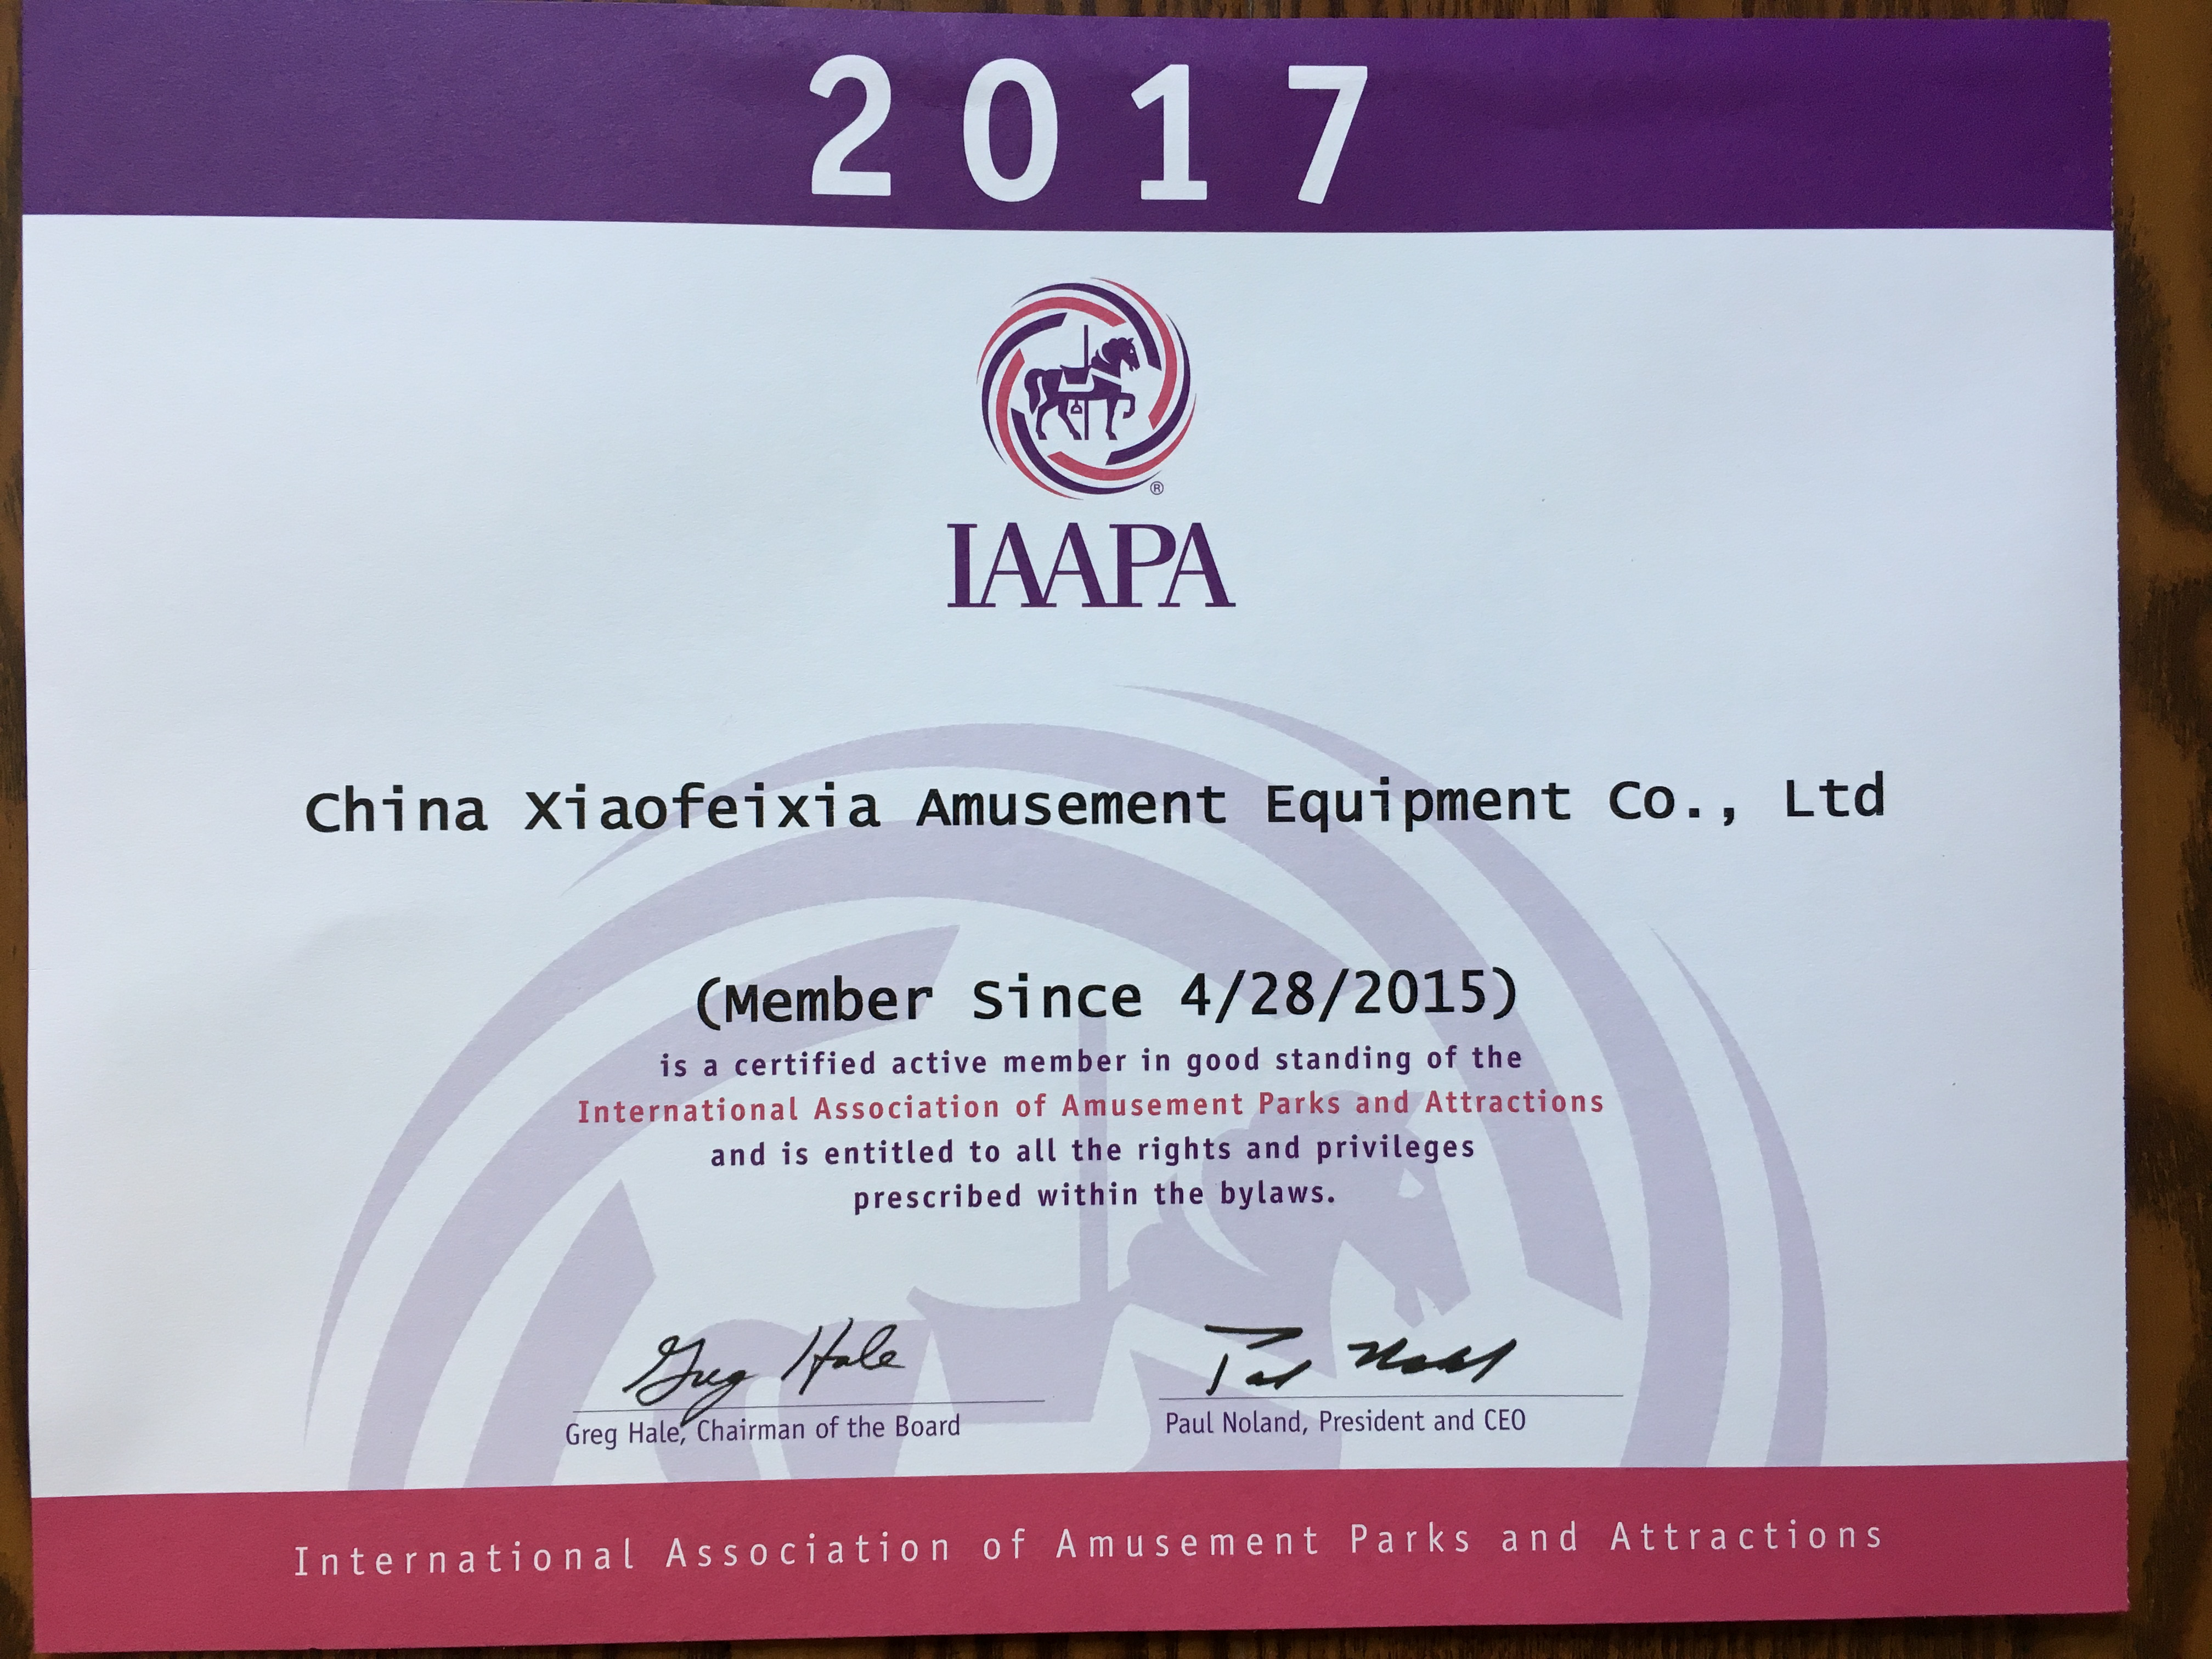 2017
®
IAAPA
China Xiaofeixia Amusement Equipment Co., Ltd
(Member Since 4/28/2015)
is a certified active member in good standing of the
International Association of Amusement Parks and Attractions
and is entitled to all the rights and privileges
prescribed within the bylaws.
Greg Hale
Greg Hale, Chairman of the Board
Paul Noland, President and CEO
International Association of Amusement Parks and Attractions